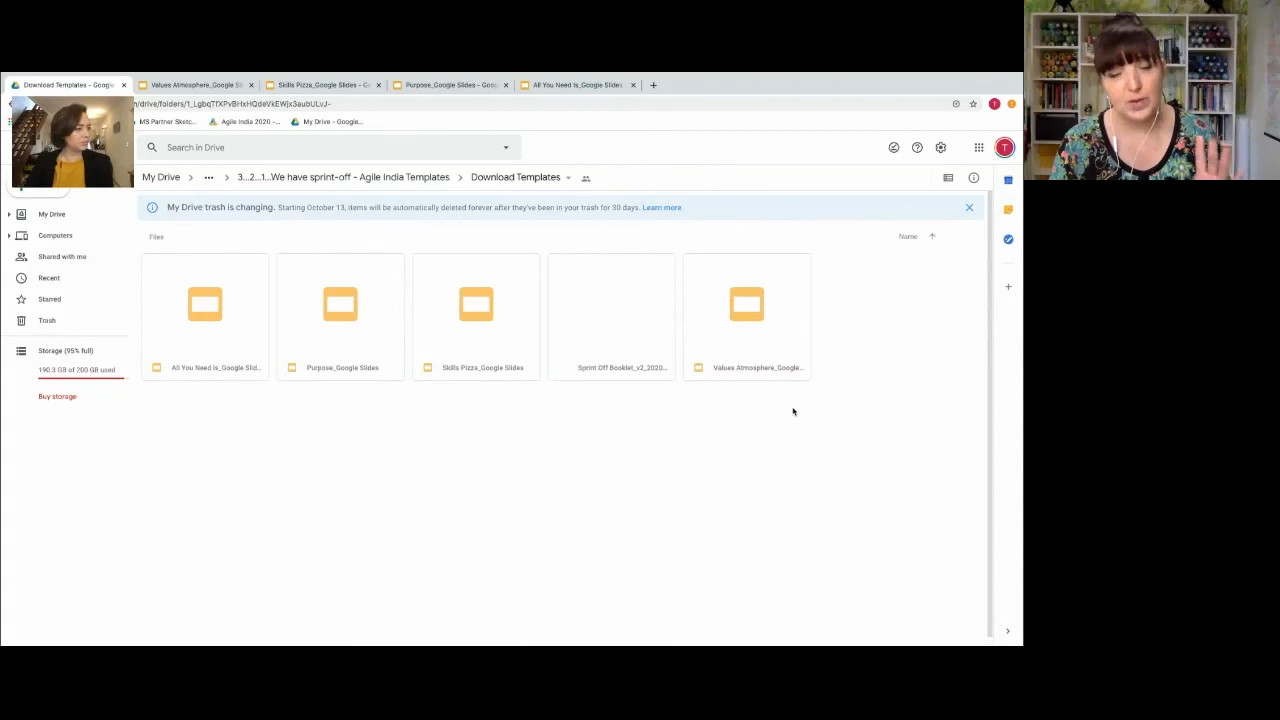 Download Templates - Google
Values Atmosphere_Google Sl
Skills Pizza_Google Slides - Go
Purpose_Google Slides - Goog
All You Need Is_Google Slides
m/drive/folders/
MS Partner Sketc...
Agile India 2020 -...
My Drive - Google...
Search in Drive
T
My Drive
...
3...2...1...We have sprint-off - Agile India Templates
Download Templates
My Drive trash is changing. Starting October 13, items will be automatically deleted forever after they've been in your trash for 30 days. Learn more
My Drive
Computers
Shared with me
Recent
Starred
Trash
Storage (95% full)
190.3 GB of 200 GB used
Buy storage
Files
Name
All You Need Is_Google Slid...
Purpose_Google Slides
Skills Pizza_Google Slides
Sprint Off Booklet_v2_2020...
Values Atmosphere_Google...